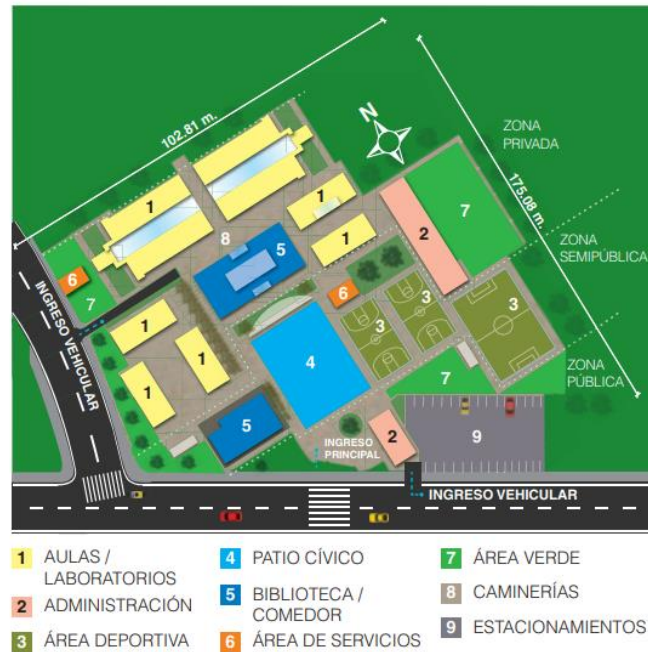 102.81 m.
N
ZONA
PRIVADA
175.08 m.
1
1
7
2
8
5
1
ZONA
SEMIPÚBLICA
6
7
6
3
3
3
INGRESO VEHICULAR
1
1
4
1
ZONA
PÚBLICA
7
5
2
9
INGRESO
PRINCIPAL
INGRESO VEHICULAR
1 AULAS /
LABORATORIOS
2 ADMINISTRACIÓN
3 ÁREA DEPORTIVA
4 PATIO CÍVICO
5 BIBLIOTECA /
COMEDOR
6 ÁREA DE SERVICIOS
7 ÁREA VERDE
8 CAMINERÍAS
9 ESTACIONAMIENTOS